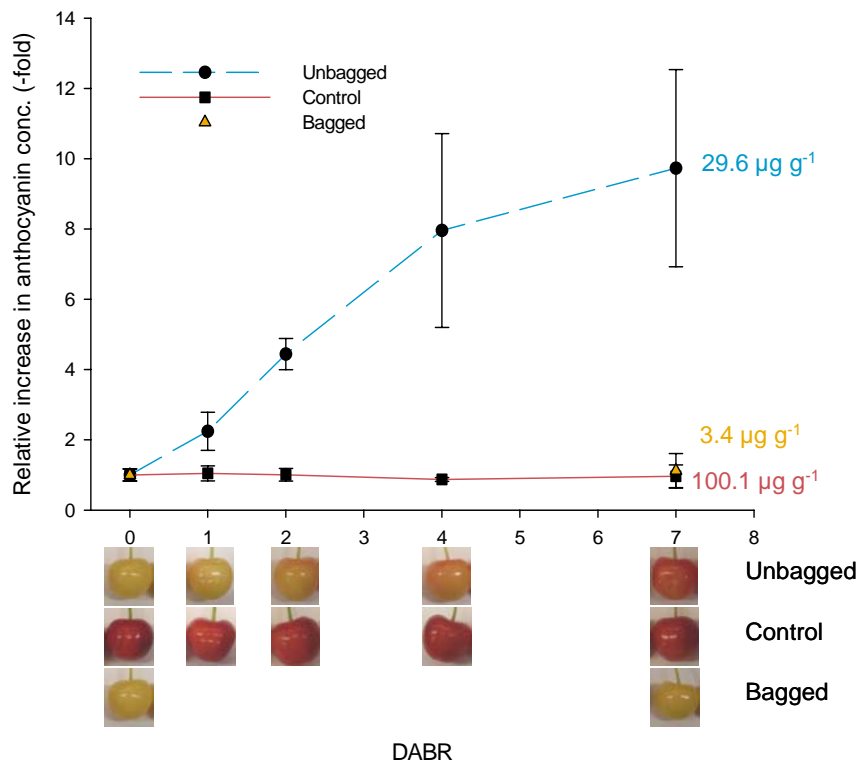 Relative increase in anthocyanin conc. (-fold)
14
12
10
8
6
4
2
0
Unbagged
Control
Bagged
29.6 µg g-1
3.4 µg g-1
100.1 µg g-1
0 1 2 3 4 5 6 7 8
Unbagged
Control
Bagged
DABR